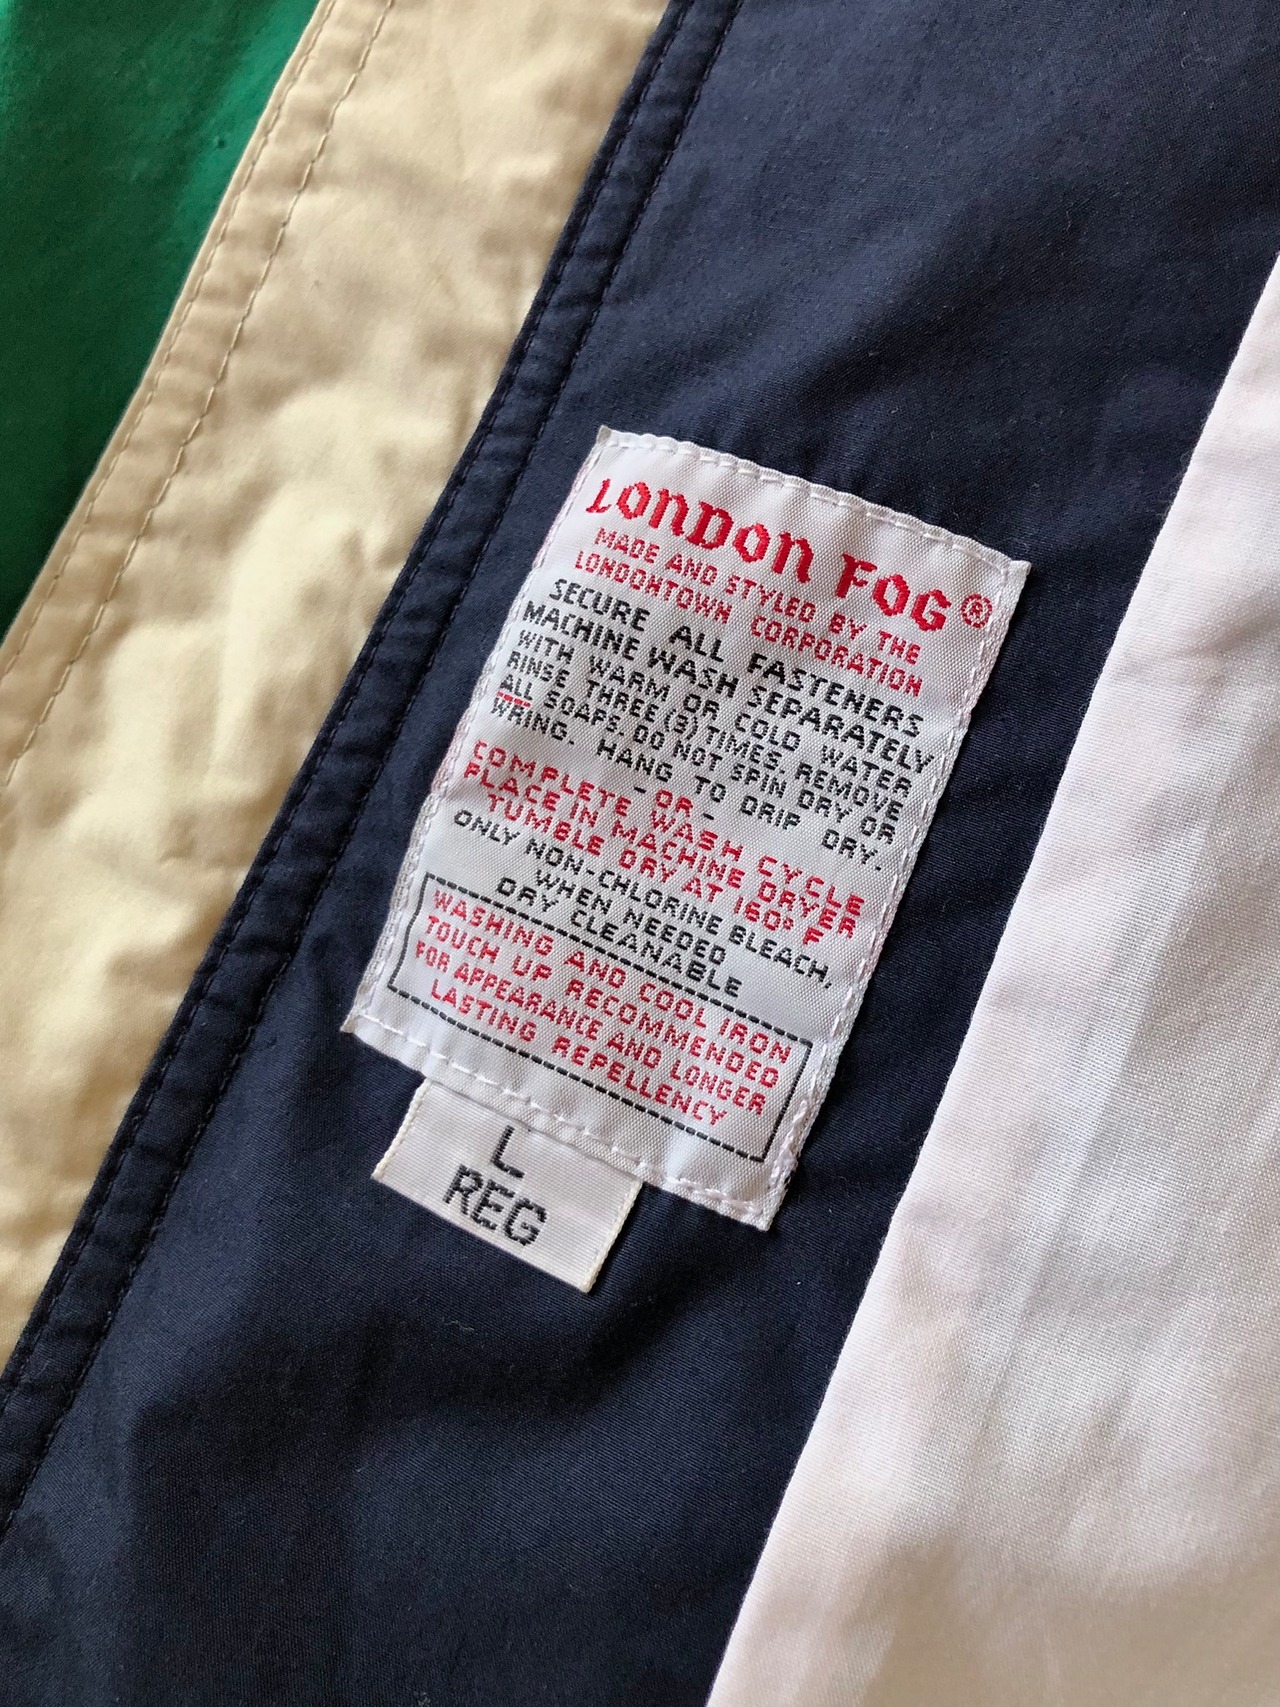 LONDON FOG®
MADE AND STYLED BY THE
LONDONTOWN CORPORATION
SECURE ALL FASTENERS
MACHINE WASH SEPARATELY
WITH WARM OR COLD WATER
RINSE THREE (3) TIMES, REMOVE
ALL SOAPS. DO NOT SPIN DRY OR
WRING. HANG TO DRIP DRY.
-OR-
COMPLETE WASH CYCLE
PLACE IN MACHINE DRYER
TUMBLE DRY AT 160° F
ONLY NON-CHLORINE BLEACH,
WHEN NEEDED
DRY CLEANABLE
WASHING AND COOL IRON
TOUCH UP RECOMMENDED
FOR APPEARANCE AND LONGER
LASTING REPELLENCY
L
REG